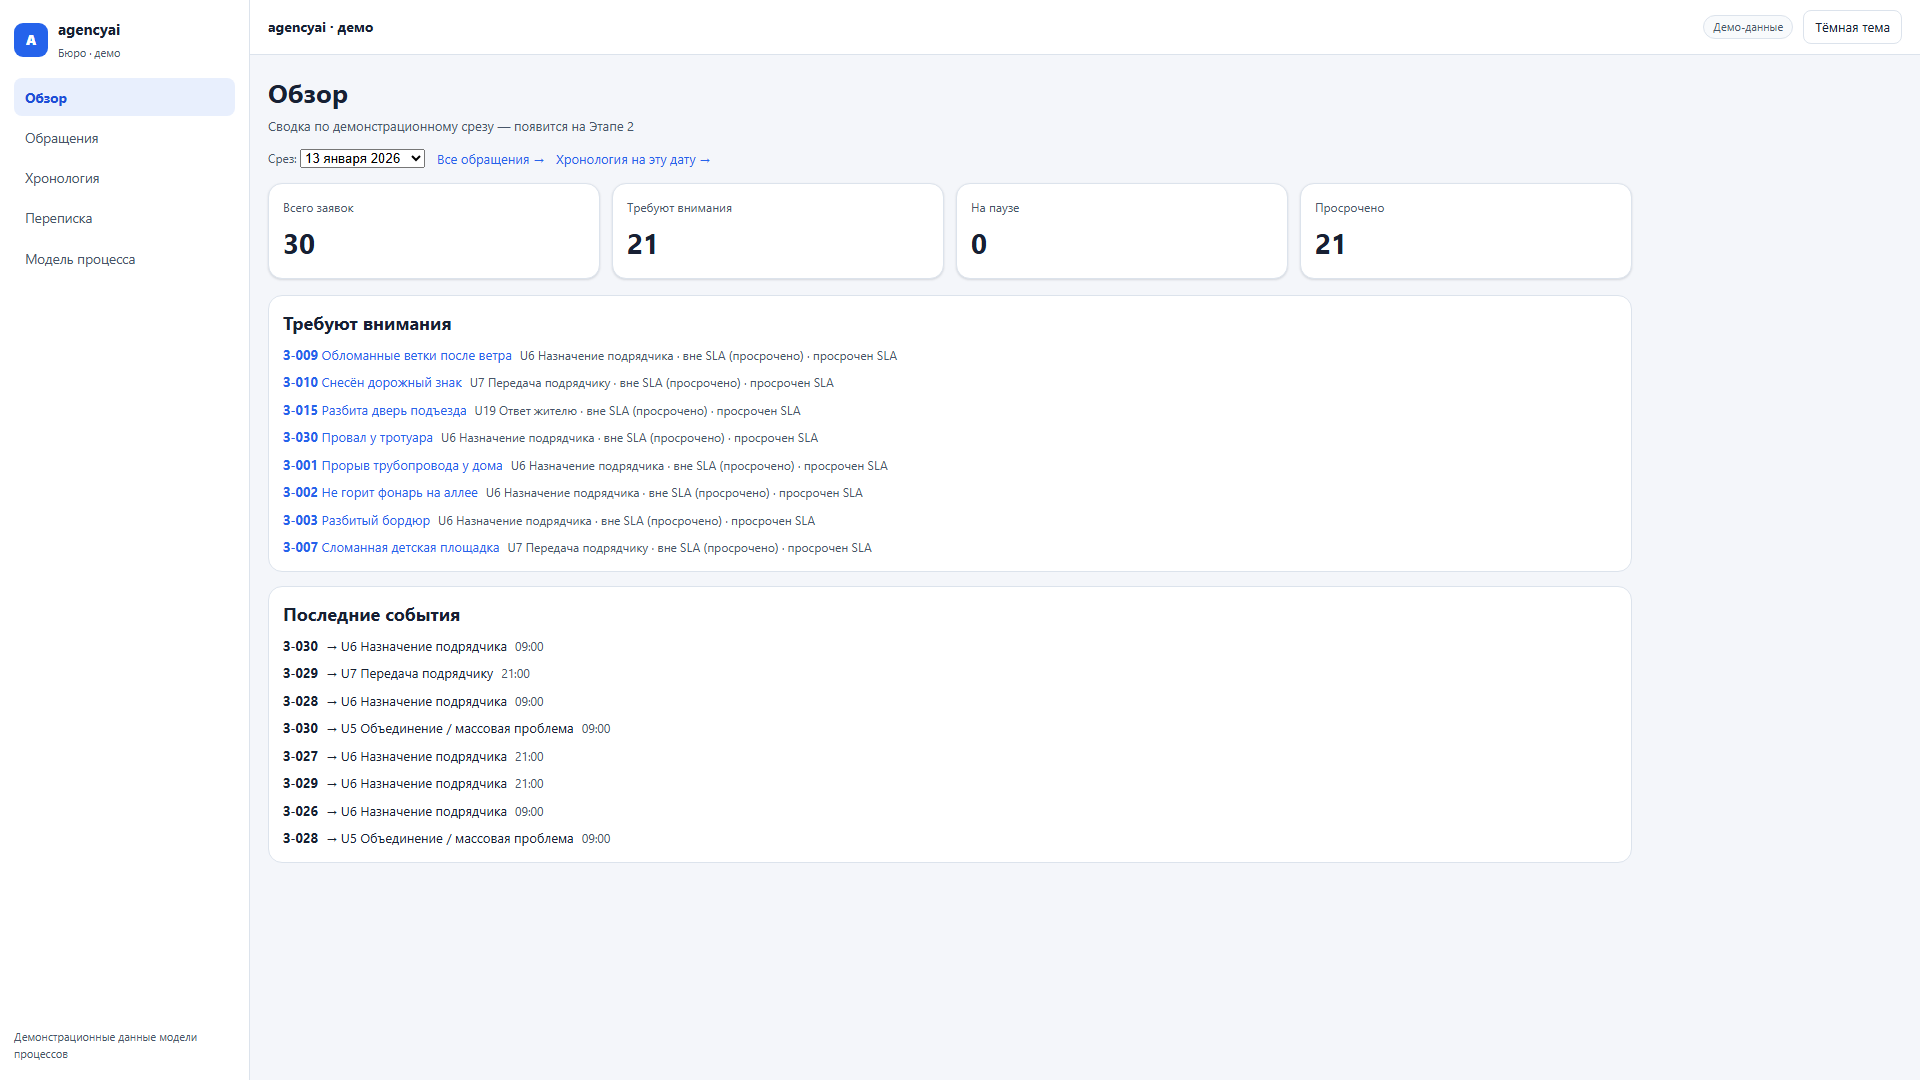 A
agencyai
Бюро · демо
Обзор
Обращения
Хронология
Переписка
Модель процесса
Демонстрационные данные модели
процессов
agencyai · демо
Демо-данные
Тёмная тема
Обзор
Сводка по демонстрационному срезу — появится на Этапе 2
Срез: 13 января 2026 Все обращения → Хронология на эту дату →
Всего заявок
30
Требуют внимания
21
На паузе
0
Просрочено
21
Требуют внимания
З-009 Обломанные ветки после ветра U6 Назначение подрядчика · вне SLA (просрочено) · просрочен SLA
З-010 Снесён дорожный знак U7 Передача подрядчику · вне SLA (просрочено) · просрочен SLA
З-015 Разбита дверь подъезда U19 Ответ жителю · вне SLA (просрочено) · просрочен SLA
З-030 Провал у тротуара U6 Назначение подрядчика · вне SLA (просрочено) · просрочен SLA
З-001 Прорыв трубопровода у дома U6 Назначение подрядчика · вне SLA (просрочено) · просрочен SLA
З-002 Не горит фонарь на аллее U6 Назначение подрядчика · вне SLA (просрочено) · просрочен SLA
З-003 Разбитый бордюр U6 Назначение подрядчика · вне SLA (просрочено) · просрочен SLA
З-007 Сломанная детская площадка U7 Передача подрядчику · вне SLA (просрочено) · просрочен SLA
Последние события
З-030 → U6 Назначение подрядчика 09:00
З-029 → U7 Передача подрядчику 21:00
З-028 → U6 Назначение подрядчика 09:00
З-030 → U5 Объединение / массовая проблема 09:00
З-027 → U6 Назначение подрядчика 21:00
З-029 → U6 Назначение подрядчика 21:00
З-026 → U6 Назначение подрядчика 09:00
З-028 → U5 Объединение / массовая проблема 09:00